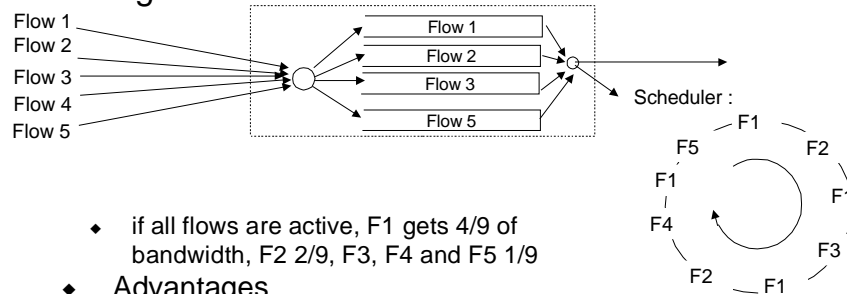 Flow 1
Flow 2
Flow 3
Flow 4
Flow 5
Flow 1
Flow 2
Flow 3
Flow 5
Scheduler :
F1
F2
F1
F3
F1
F2
F4
F1
F5
◆ if all flows are active, F1 gets 4/9 of
bandwidth, F2 2/9, F3, F4 and F5 1/9
◆ Advantages